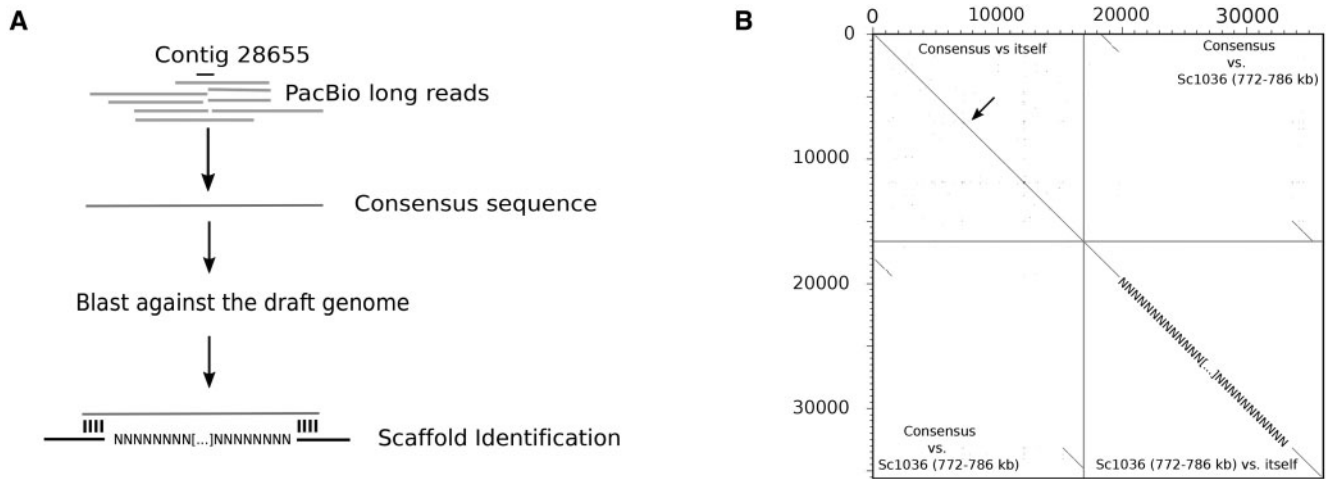 A
Contig 28655
PacBio long reads
Consensus sequence
Blast against the draft genome
NNNNNNNN[...]NNNNNNNN
Scaffold Identification
B
0 10000 20000 30000
0
10000
20000
30000
Consensus vs itself
Consensus
vs.
Sc1036 (772-786 kb)
NNNNNNNNNNNNNN[...]NNNNNNNNNNNN
Consensus
vs.
Sc1036 (772-786 kb)
Sc1036 (772-786 kb) vs. itself